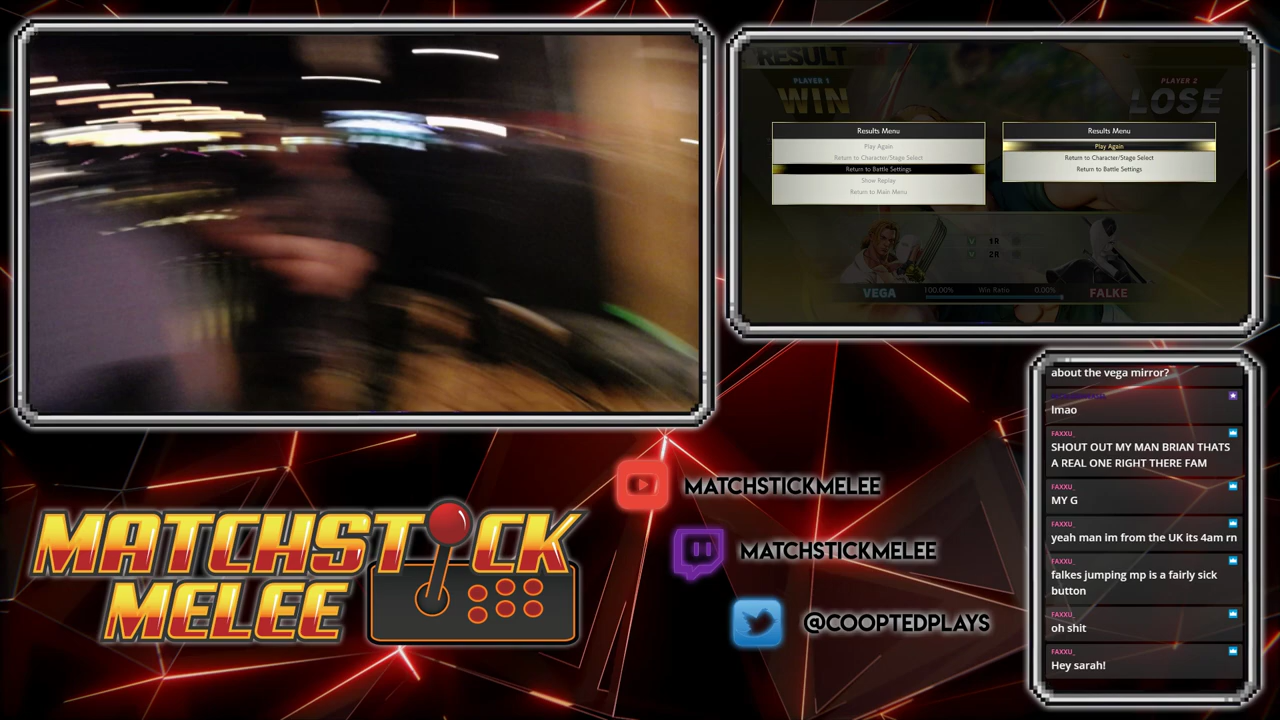 RESULT
PLAYER 1
WIN
PLAYER 2
LOSE
Results Menu
Play Again
Return to Character/Stage Select
Return to Battle Settings
Show Replay
Return to Main Menu
Results Menu
Play Again
Return to Character/Stage Select
Return to Battle Settings
V 1R
V 2R
100.00% Win Ratio 0.00%
VEGA
FALKE
about the vega mirror?
lmao
FAXXU_
SHOUT OUT MY MAN BRIAN THATS
A REAL ONE RIGHT THERE FAM
FAXXU_
MY G
FAXXU_
yeah man im from the UK its 4am rn
FAXXU_
falkes jumping mp is a fairly sick
button
FAXXU_
oh shit
FAXXU_
Hey sarah!
MATCHSTICKMELEE
MATCHSTICKMELEE
@COOPTEDPLAYS
MATCHSTICK
MELEE